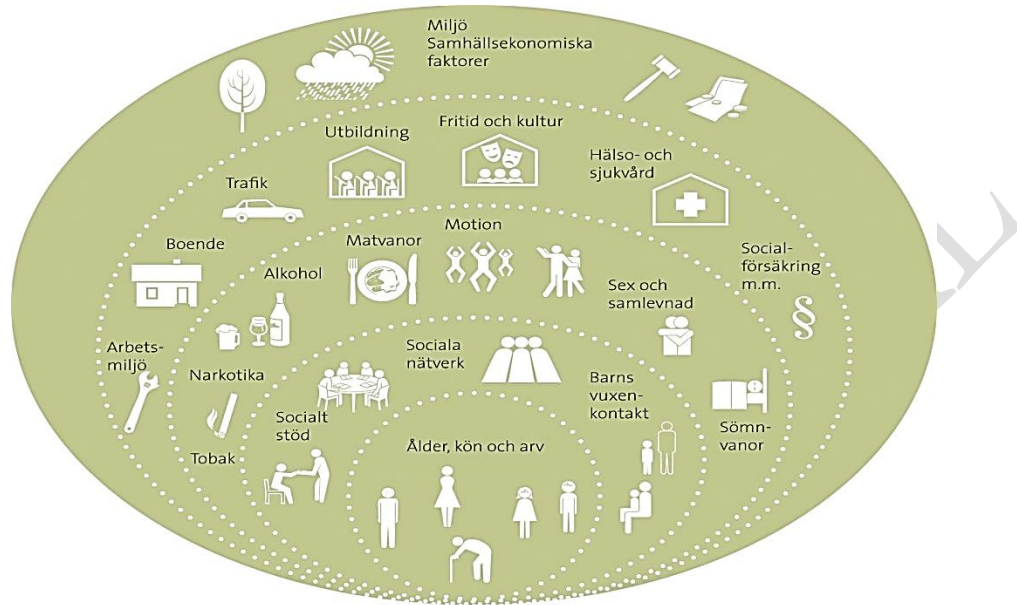 Miljö
Samhällsekonomiska
faktorer
Utbildning
Fritid och kultur
Hälso- och
sjukvård
Trafik
Boende
Alkohol
Matvanor
Motion
Sex och
samlevnad
Social-
försäkring
m.m.
§
Arbets-
miljö
Narkotika
Tobak
Sociala
nätverk
Socialt
stöd
Barns
vuxen-
kontakt
Sömn-
vanor
Ålder, kön och arv